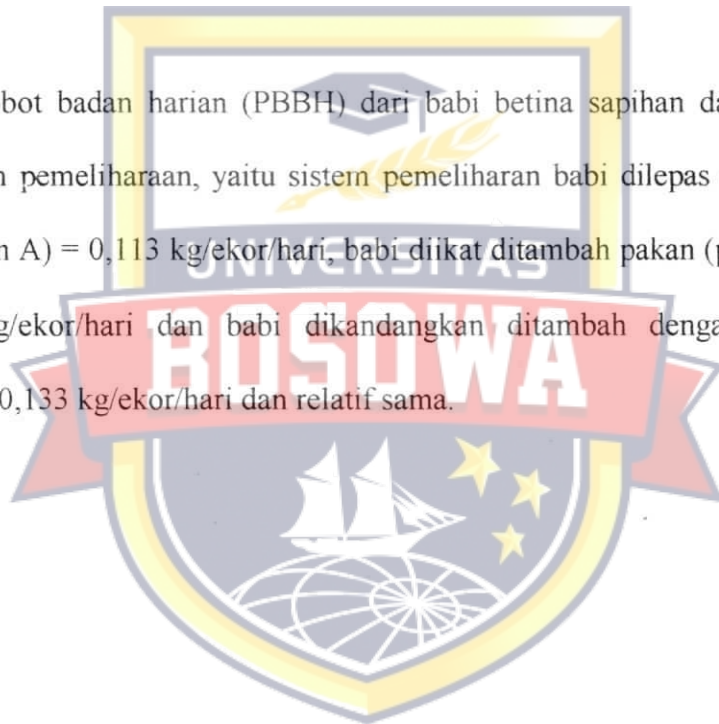 bot badan harian (PBBH) dari babi betina sapihan da
pemeliharaan, yaitu sistem pemeliharan babi dilepas
A) = 0,113 kg/ekor/hari, babi diikat ditambah pakan (p
g/ekor/hari dan babi dikandangkan ditambah denga
0,133 kg/ekor/hari dan relatif sama.
UNIVERSITAS
BOSOWA